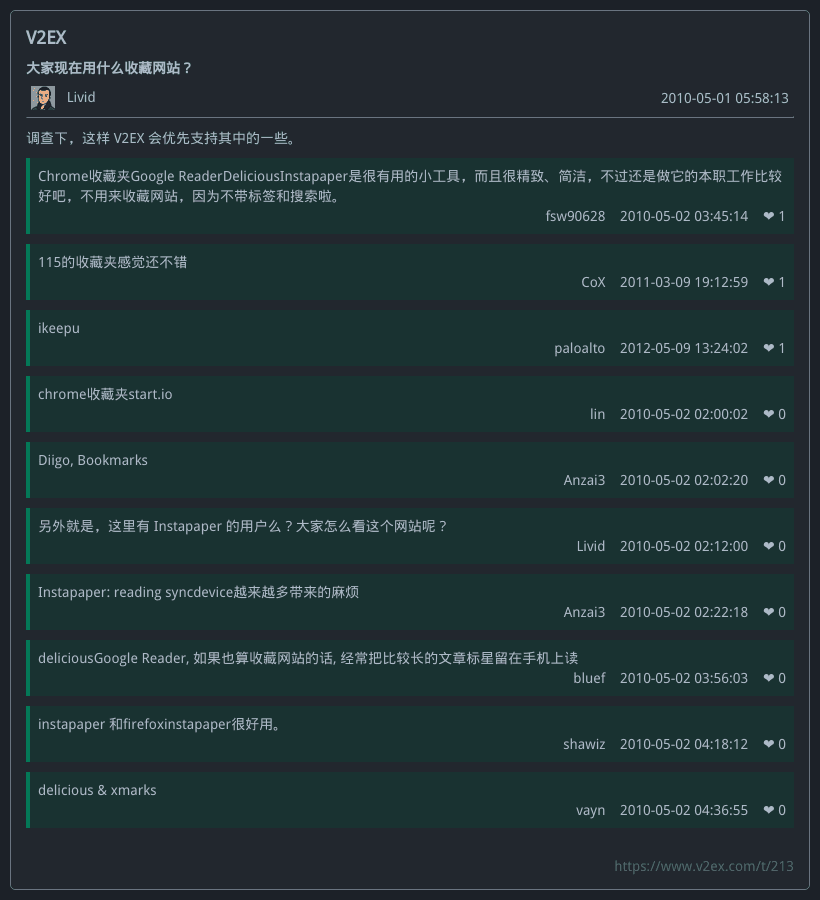 V2EX
大家现在用什么收藏网站？
Livid 2010-05-01 05:58:13
调查下，这样 V2EX 会优先支持其中的一些。
Chrome收藏夹Google ReaderDeliciousInstapaper是很有用的小工具，而且很精致、简洁，不过还是做它的本职工作比较
好吧，不用来收藏网站，因为不带标签和搜索啦。
fsw90628 2010-05-02 03:45:14 ❤ 1
115的收藏夹感觉还不错
CoX 2011-03-09 19:12:59 ❤ 1
ikeepu
paloalto 2012-05-09 13:24:02 ❤ 1
chrome收藏夹start.io
lin 2010-05-02 02:00:02 ❤ 0
Diigo, Bookmarks
Anzai3 2010-05-02 02:02:20 ❤ 0
另外就是，这里有 Instapaper 的用户么？大家怎么看这个网站呢？
Livid 2010-05-02 02:12:00 ❤ 0
Instapaper: reading syncdevice越来越多带来的麻烦
Anzai3 2010-05-02 02:22:18 ❤ 0
deliciousGoogle Reader, 如果也算收藏网站的话, 经常把比较长的文章标星留在手机上读
bluef 2010-05-02 03:56:03 ❤ 0
instapaper 和firefoxinstapaper很好用。
shawiz 2010-05-02 04:18:12 ❤ 0
delicious & xmarks
vayn 2010-05-02 04:36:55 ❤ 0
https://www.v2ex.com/t/213